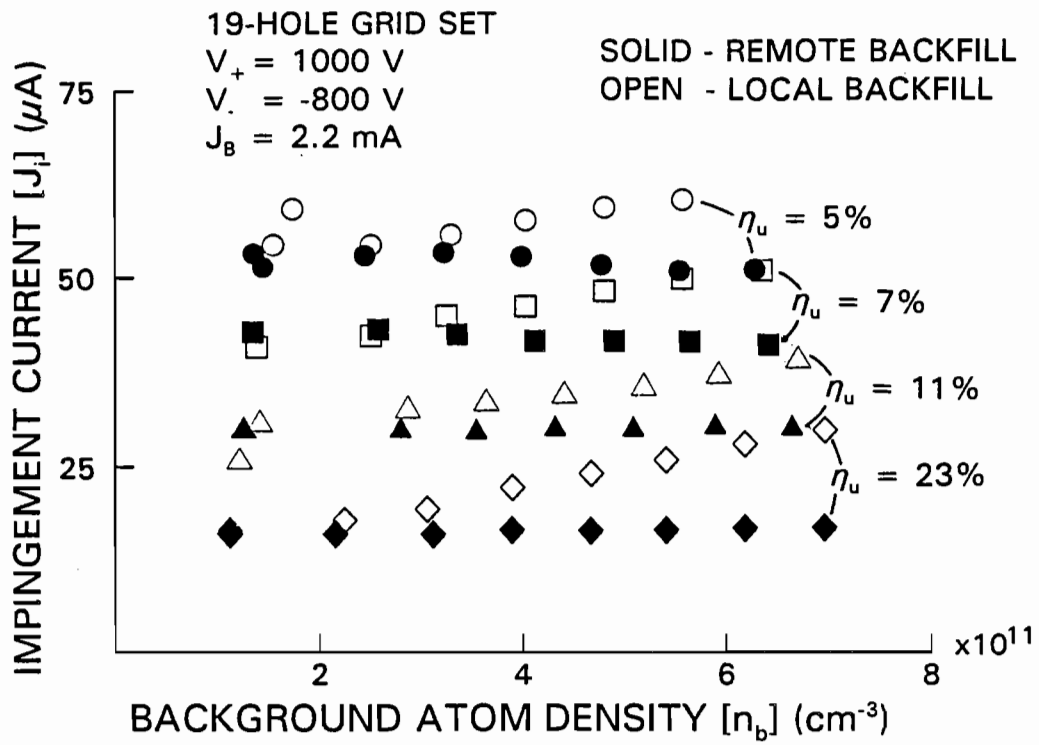 19-HOLE GRID SET
V₊ = 1000 V
V₋ = -800 V
J_B = 2.2 mA
SOLID - REMOTE BACKFILL
OPEN - LOCAL BACKFILL
IMPINGEMENT CURRENT [J_i] (μA)
75
50
25
η_u = 5%
η_u = 7%
η_u = 11%
η_u = 23%
2 4 6 8 x10¹¹
BACKGROUND ATOM DENSITY [n_b] (cm⁻³)